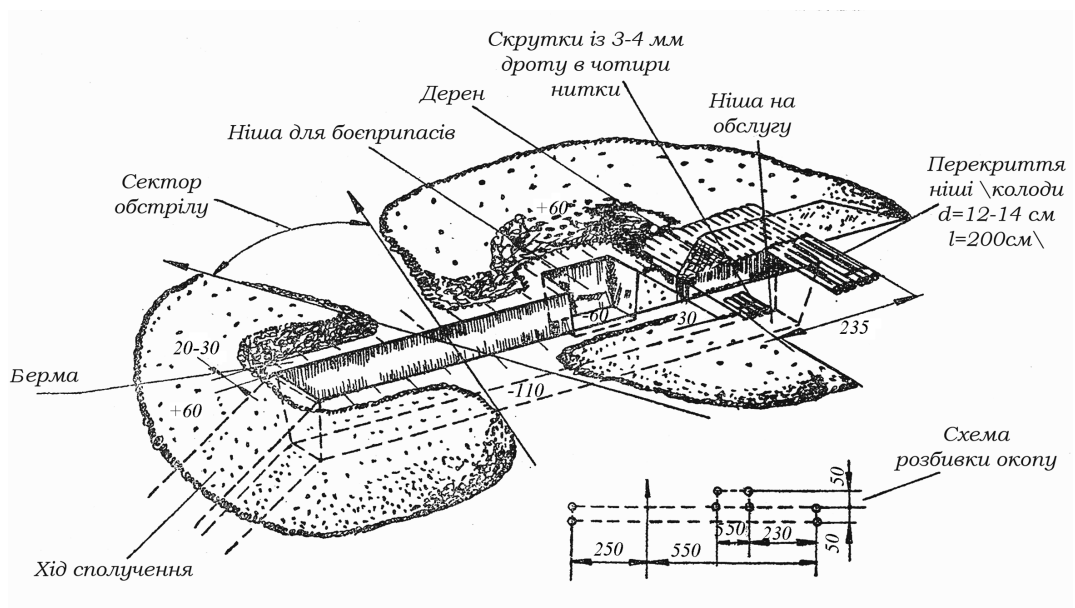 Скрутки із 3-4 мм
дроту в чотири
нитки
Дерен
Ніша на
обслугу
Ніша для боєприпасів
Перекриття
ніші \колоди
d=12-14 см
l=200см\
Сектор
обстрілу
+60
-60
30
235
20-30
Берма
+60
-110
Схема
розбивки окопу
50
550
230
50
250
550
Хід сполучення